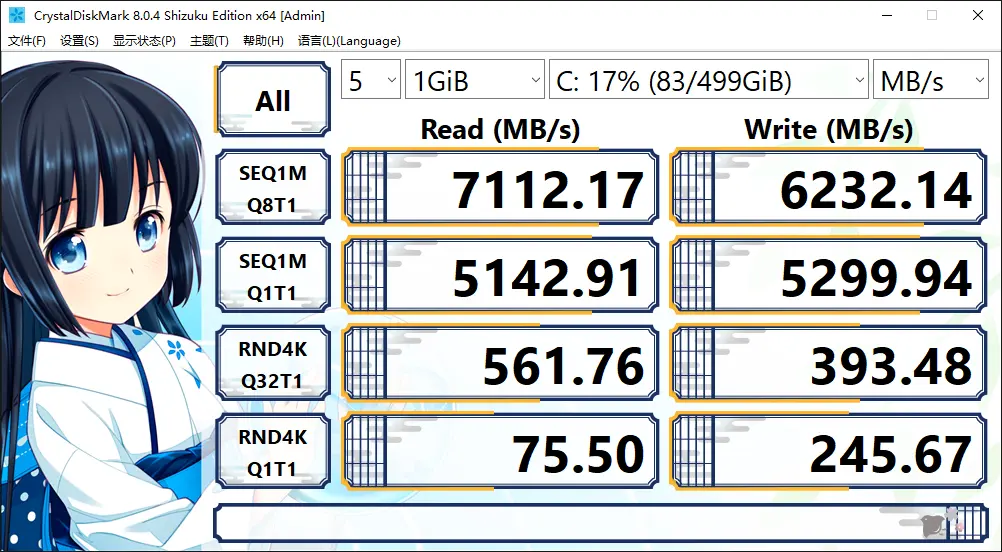 CrystalDiskMark 8.0.4 Shizuku Edition x64 [Admin]
文件(F) 设置(S) 显示状态(P) 主题(T) 帮助(H) 语言(L)(Language)
All 5 1GiB C: 17% (83/499GiB) MB/s
Read (MB/s) Write (MB/s)
SEQ1M
Q8T1 7112.17 6232.14
SEQ1M
Q1T1 5142.91 5299.94
RND4K
Q32T1 561.76 393.48
RND4K
Q1T1 75.50 245.67